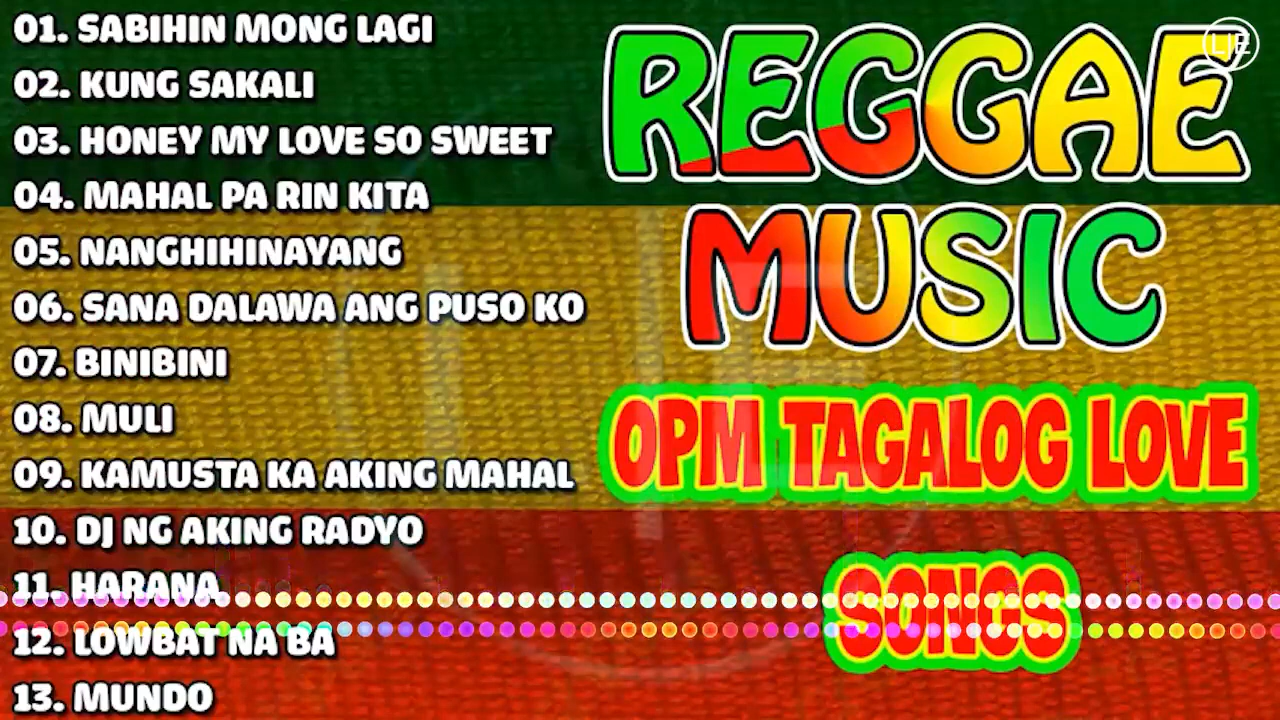 01. SABIHIN MONG LAGI
02. KUNG SAKALI
03. HONEY MY LOVE SO SWEET
04. MAHAL PA RIN KITA
05. NANGHIHINAYANG
06. SANA DALAWA ANG PUSO KO
07. BINIBINI
08. MULI
09. KAMUSTA KA AKING MAHAL
10. DJ NG AKING RADYO
11. HARANA
12. LOWBAT NA BA
13. MUNDO
REGGAE
MUSIC
OPM TAGALOG LOVE
SONGS
LJE